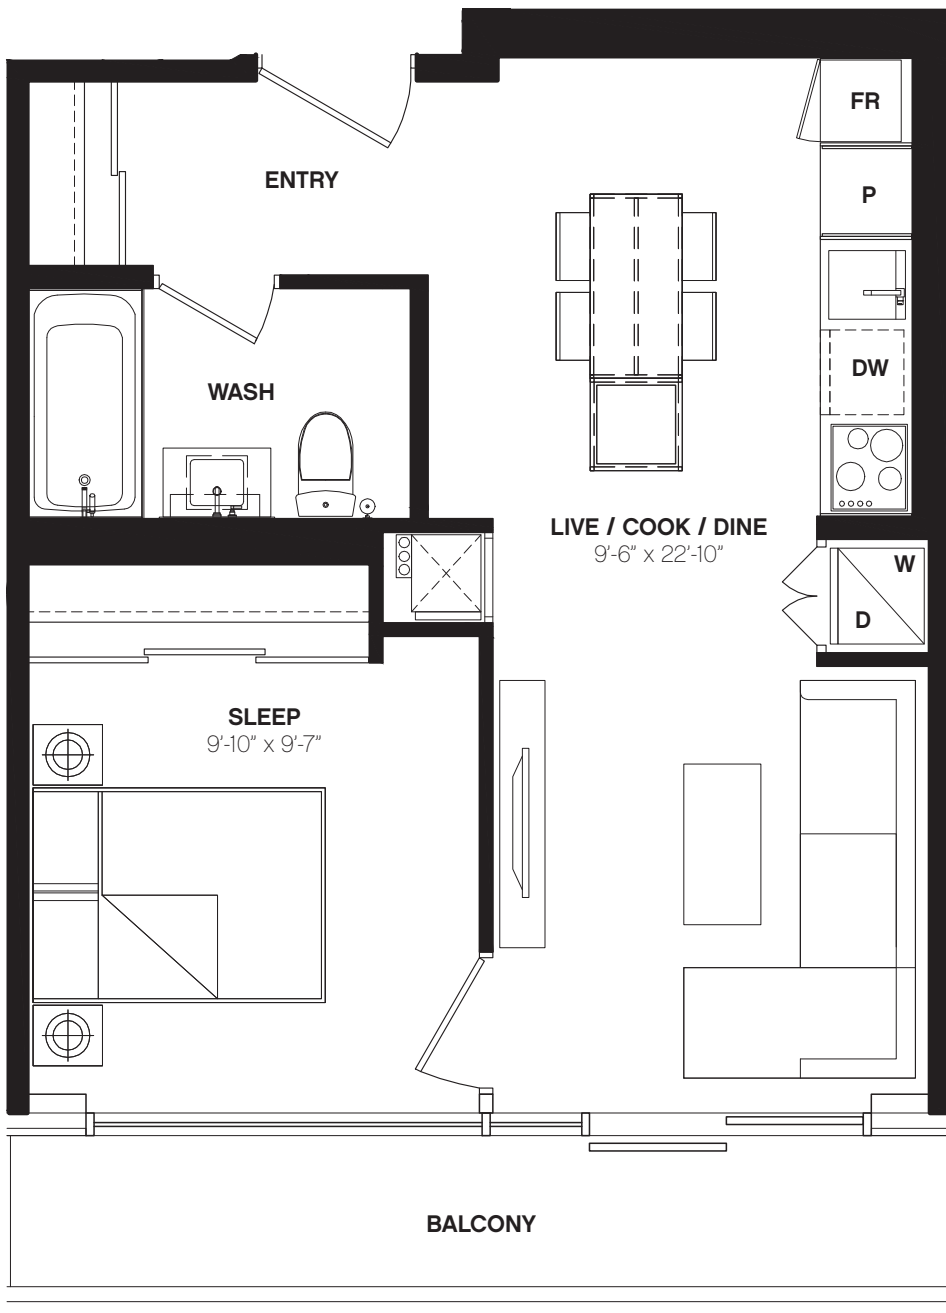 FR
ENTRY
P
DW
WASH
LIVE / COOK / DINE
9'-6" x 22'-10"
W
D
SLEEP
9'-10" x 9'-7"
BALCONY